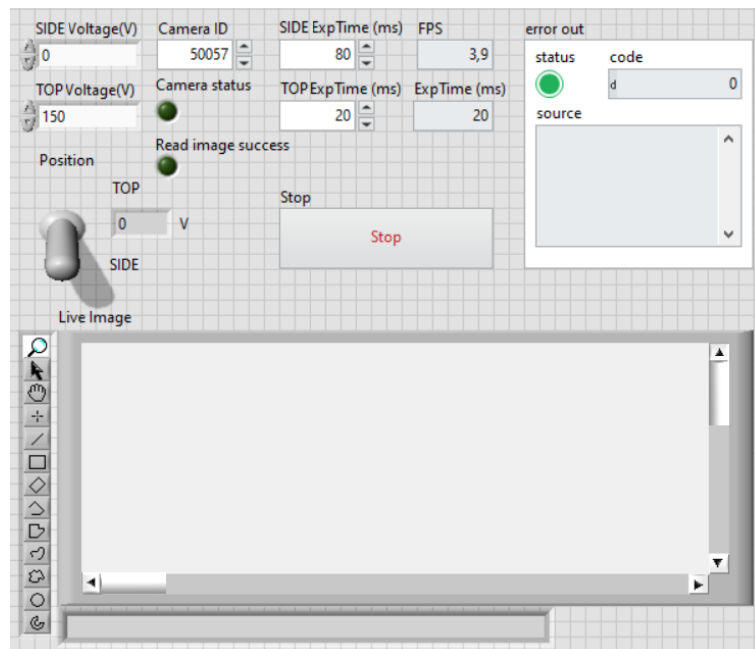 SIDE Voltage(V)
0
Camera ID
50057
SIDE ExpTime (ms)
80
FPS
3,9
error out
status
code
d
0
TOP Voltage(V)
150
Camera status
TOP ExpTime (ms)
20
ExpTime (ms)
20
source
Position
Read image success
TOP
0
V
SIDE
Stop
Stop
Live Image